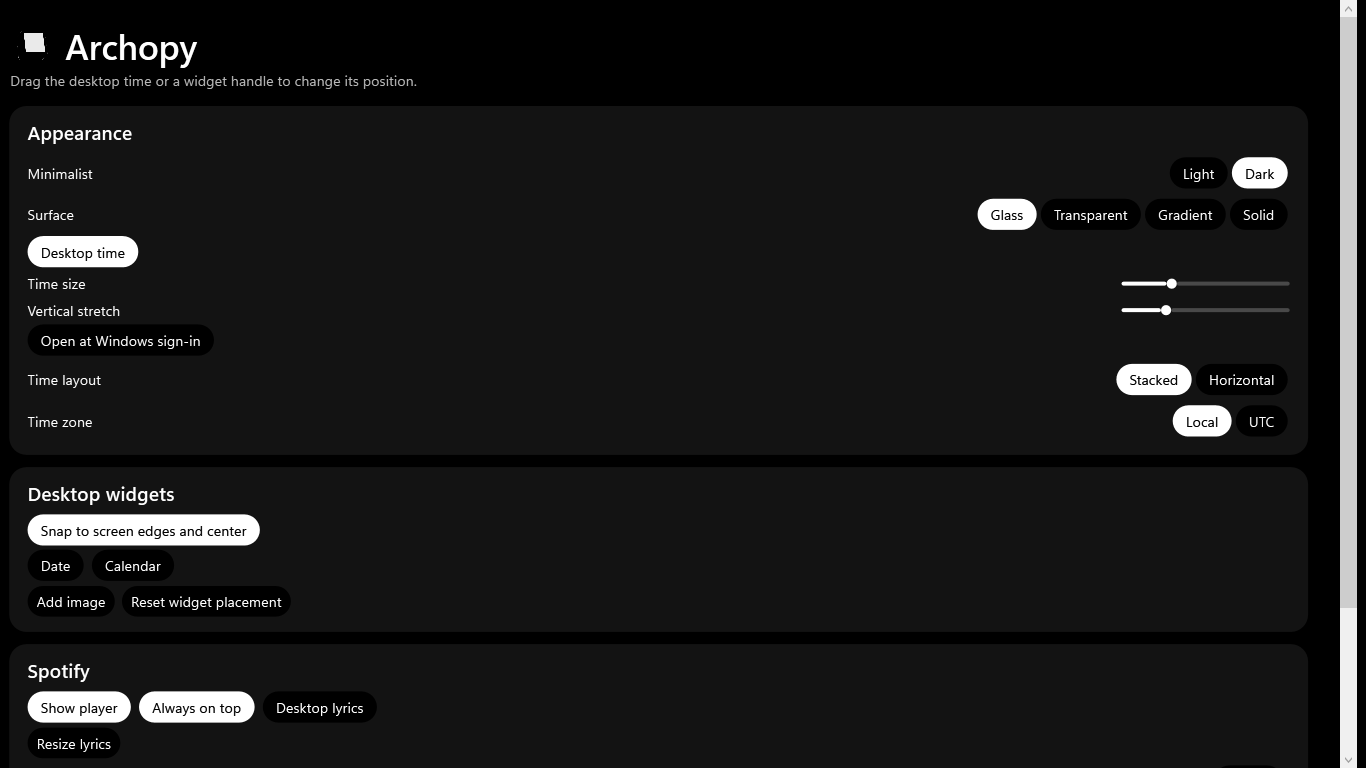 Archopy
Drag the desktop time or a widget handle to change its position.
Appearance
Minimalist Light Dark
Surface Glass Transparent Gradient Solid
Desktop time
Time size
Vertical stretch
Open at Windows sign-in
Time layout Stacked Horizontal
Time zone Local UTC
Desktop widgets
Snap to screen edges and center
Date Calendar
Add image Reset widget placement
Spotify
Show player Always on top Desktop lyrics
Resize lyrics